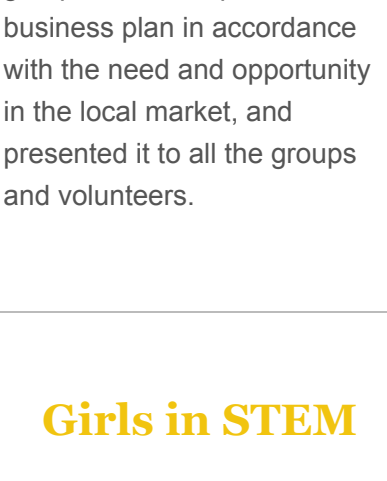 business plan in accordance
with the need and opportunity
in the local market, and
presented it to all the groups
and volunteers.
Girls in STEM